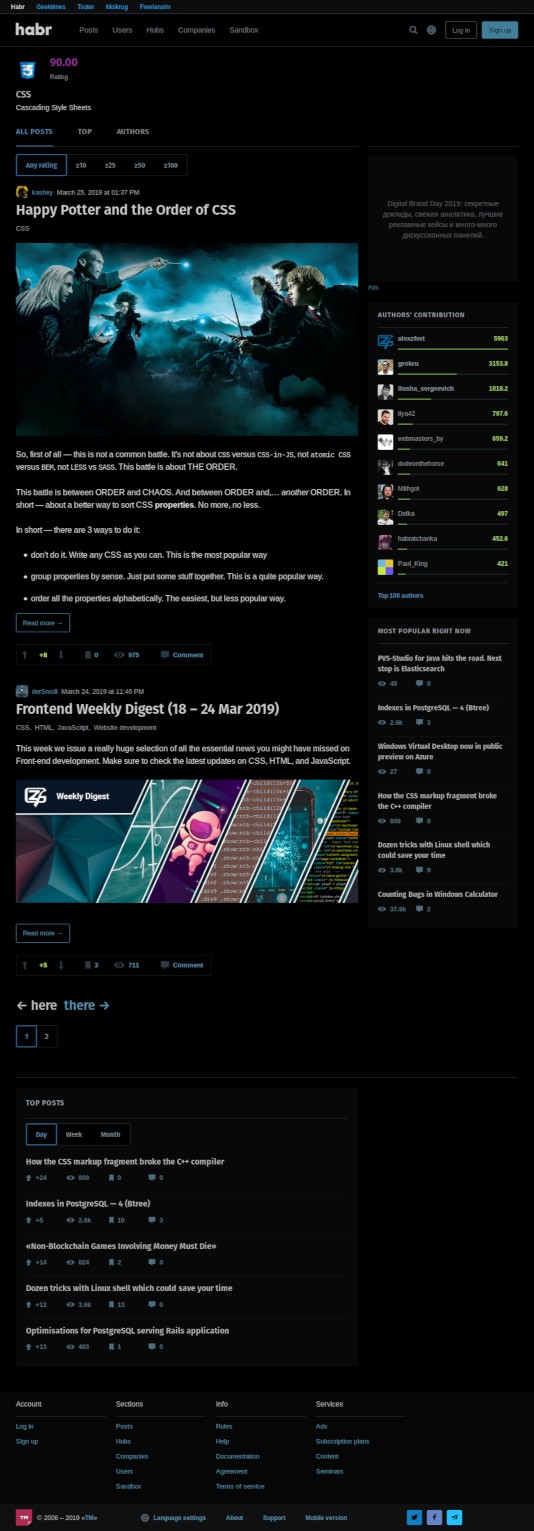 Habr Geektimes Toster Moikrug Freelansim
habr Posts Users Hubs Companies Sandbox Log in Sign up
90.00
Rating
CSS
Cascading Style Sheets
ALL POSTS TOP AUTHORS
Any rating ≥10 ≥25 ≥50 ≥100
kashey March 25, 2019 at 01:37 PM
Happy Potter and the Order of CSS
CSS
So, first of all — this is not a common battle. It's not about CSS versus CSS-in-JS, not atomic CSS
versus BEM, not LESS vs SASS. This battle is about THE ORDER.
This battle is between ORDER and CHAOS. And between ORDER and,… another ORDER. In
short — about a better way to sort CSS properties. No more, no less.
In short — there are 3 ways to do it:
• don't do it. Write any CSS as you can. This is the most popular way
• group properties by sense. Just put some stuff together. This is a quite popular way.
• order all the properties alphabetically. The easiest, but less popular way.
Read more →
+8 0 975 Comment
derSmoll March 24, 2019 at 11:49 PM
Frontend Weekly Digest (18 – 24 Mar 2019)
CSS, HTML, JavaScript, Website development
This week we issue a really huge selection of all the essential news you might have missed on
Front-end development. Make sure to check the latest updates on CSS, HTML, and JavaScript.
Weekly Digest
Read more →
+5 3 711 Comment
← here there →
1 2
Digital Brand Day 2019: секретные
доклады, свежая аналитика, лучшие
рекламные кейсы и много-много
дискуссионных панелей.
Ads
AUTHORS' CONTRIBUTION
alexzfort 5963
grokru 3153.8
ilusha_sergeevich 1818.2
ilya42 797.6
webmasters_by 659.2
dudeonthehorse 641
Mithgol 628
Delka 497
habratchanka 452.6
Paul_King 421
Top 100 authors
MOST POPULAR RIGHT NOW
PVS-Studio for Java hits the road. Next
stop is Elasticsearch
48 0
Indexes in PostgreSQL — 4 (Btree)
2.6k 3
Windows Virtual Desktop now in public
preview on Azure
27 0
How the CSS markup fragment broke
the C++ compiler
809 0
Dozen tricks with Linux shell which
could save your time
3.6k 0
Counting Bugs in Windows Calculator
37.9k 2
TOP POSTS
Day Week Month
How the CSS markup fragment broke the C++ compiler
+24 809 0 0
Indexes in PostgreSQL — 4 (Btree)
+5 2.6k 10 3
«Non-Blockchain Games Involving Money Must Die»
+14 824 2 0
Dozen tricks with Linux shell which could save your time
+12 3.6k 13 0
Optimisations for PostgreSQL serving Rails application
+13 493 1 0
Account Sections Info Services
Log in Posts Rules Ads
Sign up Hubs Help Subscription plans
Companies Documentation Content
Users Agreement Seminars
Sandbox Terms of service
TM © 2006 – 2019 «TM» Language settings About Support Mobile version